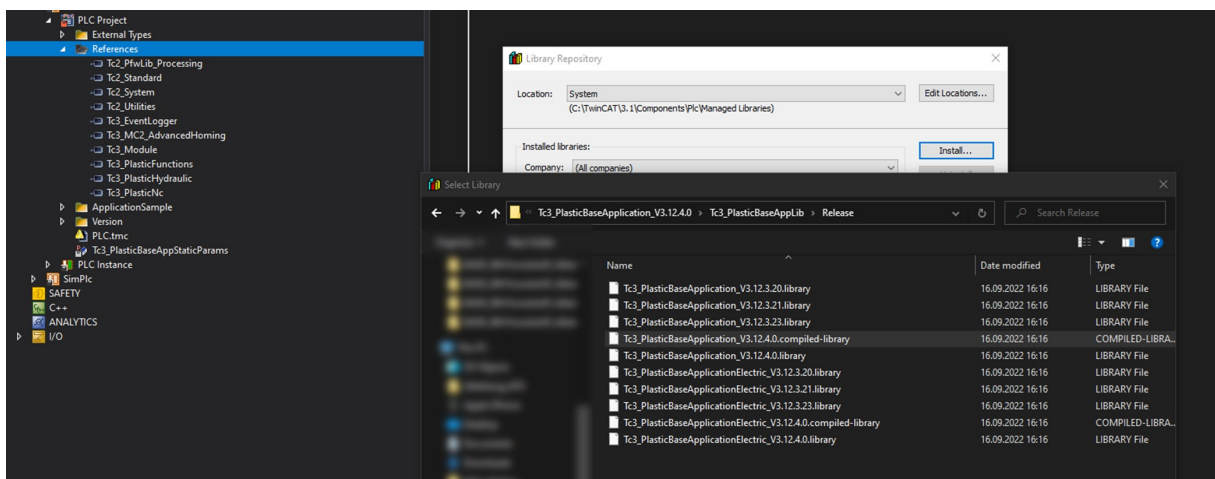 PLC Project
External Types
References
Tc2_PfwLib_Processing
Tc2_Standard
Tc2_System
Tc2_Utilities
Tc3_EventLogger
Tc3_MC2_AdvancedHoming
Tc3_Module
Tc3_PlasticFunctions
Tc3_PlasticHydraulic
Tc3_PlasticNc
ApplicationSample
Version
PLC.tmc
Tc3_PlasticBaseAppStaticParams
PLC Instance
SimPlc
SAFETY
C++
ANALYTICS
I/O
Library Repository
Location: System Edit Locations...
(C:\TwinCAT\3.1\Components\Plc\Managed Libraries)
Installed libraries: Install...
Company: (All companies)
Select Library
« Tc3_PlasticBaseApplication_V3.12.4.0 > Tc3_PlasticBaseAppLib > Release Search Release
Name Date modified Type
Tc3_PlasticBaseApplication_V3.12.3.20.library 16.09.2022 16:16 LIBRARY File
Tc3_PlasticBaseApplication_V3.12.3.21.library 16.09.2022 16:16 LIBRARY File
Tc3_PlasticBaseApplication_V3.12.3.23.library 16.09.2022 16:16 LIBRARY File
Tc3_PlasticBaseApplication_V3.12.4.0.compiled-library 16.09.2022 16:16 COMPILED-LIBRA...
Tc3_PlasticBaseApplication_V3.12.4.0.library 16.09.2022 16:16 LIBRARY File
Tc3_PlasticBaseApplicationElectric_V3.12.3.20.library 16.09.2022 16:16 LIBRARY File
Tc3_PlasticBaseApplicationElectric_V3.12.3.21.library 16.09.2022 16:16 LIBRARY File
Tc3_PlasticBaseApplicationElectric_V3.12.3.23.library 16.09.2022 16:16 LIBRARY File
Tc3_PlasticBaseApplicationElectric_V3.12.4.0.compiled-library 16.09.2022 16:16 COMPILED-LIBRA...
Tc3_PlasticBaseApplicationElectric_V3.12.4.0.library 16.09.2022 16:16 LIBRARY File